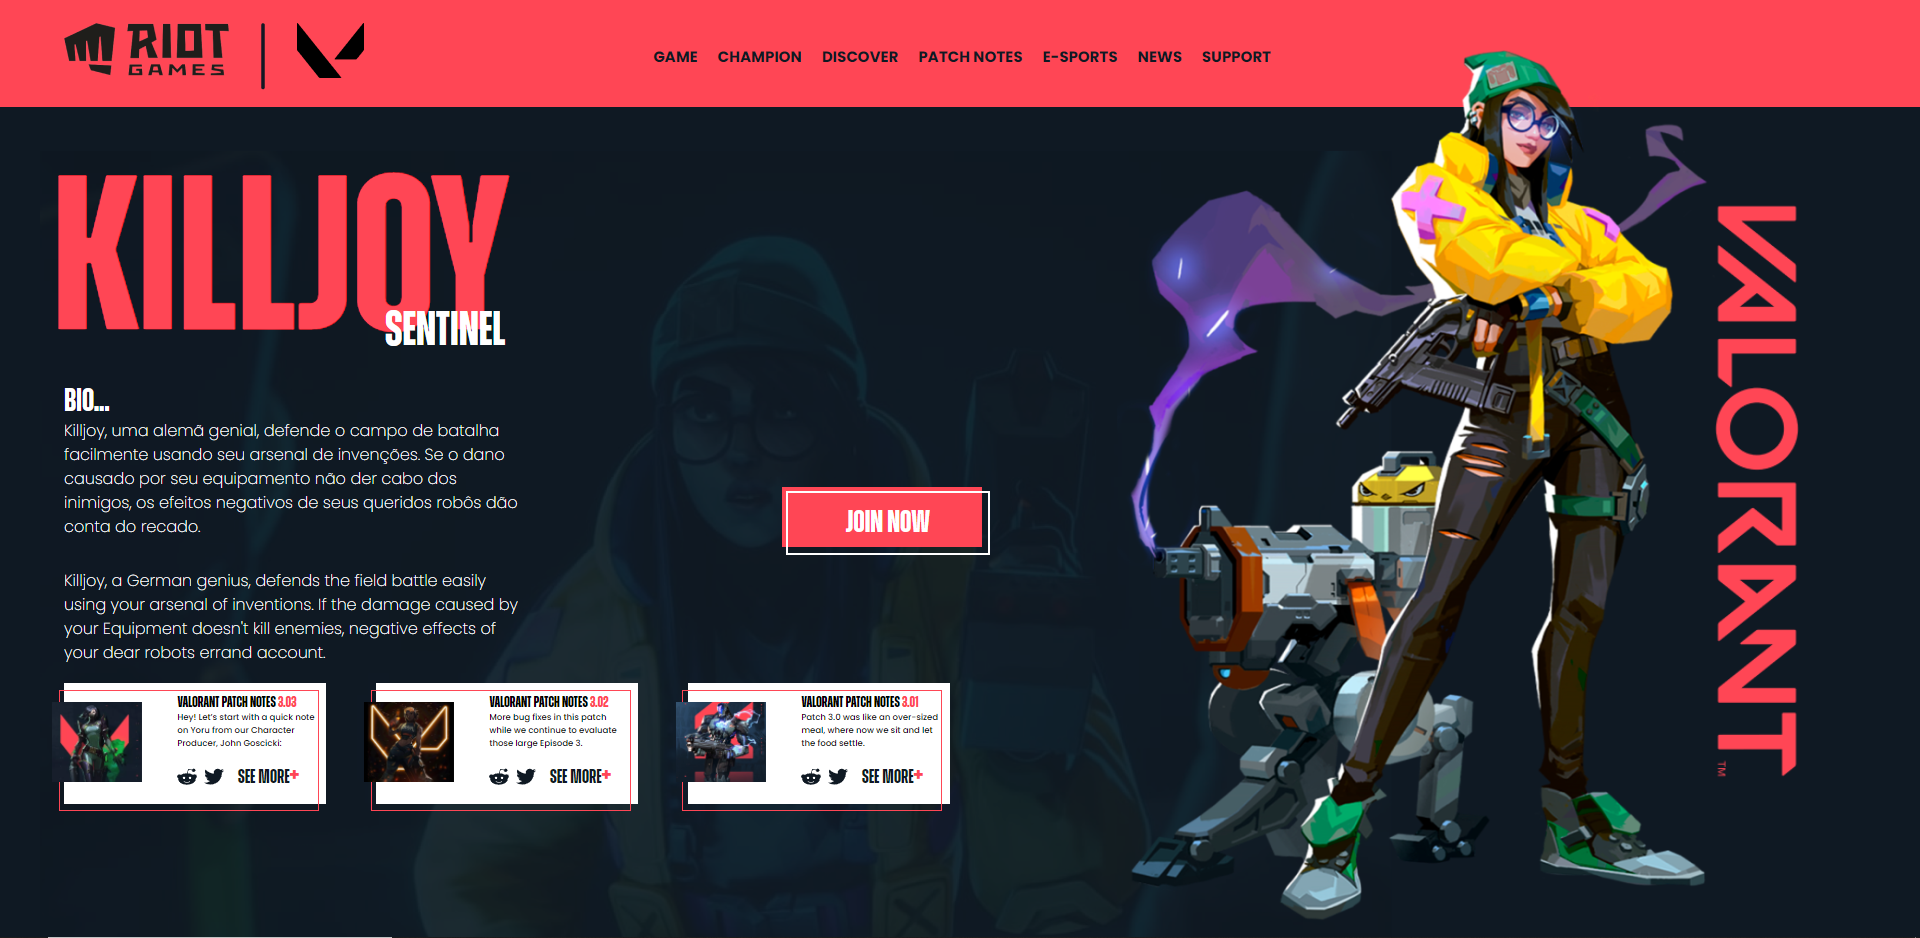 RIOT
GAMES
GAME CHAMPION DISCOVER PATCH NOTES E-SPORTS NEWS SUPPORT
KILLJOY
SENTINEL
BIO...
Killjoy, uma alemã genial, defende o campo de batalha
facilmente usando seu arsenal de invenções. Se o dano
causado por seu equipamento não der cabo dos
inimigos, os efeitos negativos de seus queridos robôs dão
conta do recado.
Killjoy, a German genius, defends the field battle easily
using your arsenal of inventions. If the damage caused by
your Equipment doesn't kill enemies, negative effects of
your dear robots errand account.
JOIN NOW
VALORANT PATCH NOTES 3.03
Hey! Let's start with a quick note
on Yoru from our Character
Producer, John Goscicki:
SEE MORE+
VALORANT PATCH NOTES 3.02
More bug fixes in this patch
while we continue to evaluate
those large Episode 3.
SEE MORE+
VALORANT PATCH NOTES 3.01
Patch 3.0 was like an over-sized
meal, where now we sit and let
the food settle.
SEE MORE+
VALORANT
TM